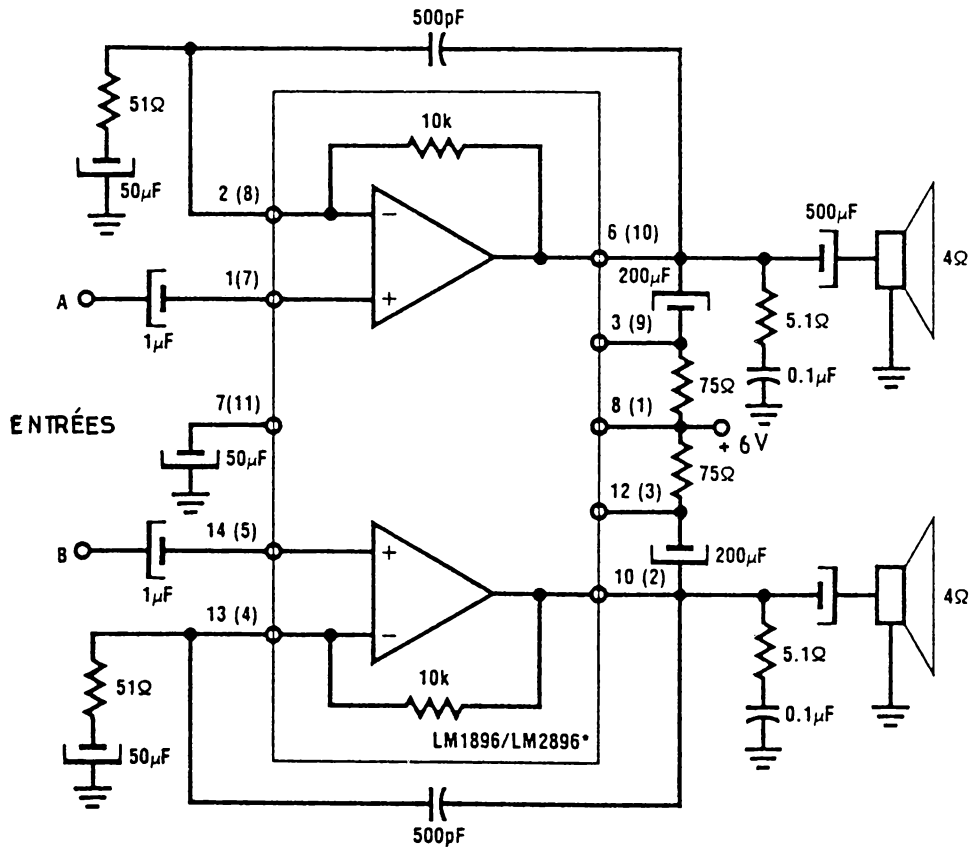 500pF
51Ω
50µF
10k
2 (8)
−
6 (10)
500µF
4Ω
200µF
A
1µF
1(7)
+
3 (9)
5.1Ω
0.1µF
75Ω
7(11)
8 (1)
ENTRÉES
50µF
+ 6V
75Ω
12 (3)
B
1µF
14 (5)
+
200µF
10 (2)
4Ω
13 (4)
−
51Ω
50µF
10k
5.1Ω
0.1µF
LM1896/LM2896*
500pF